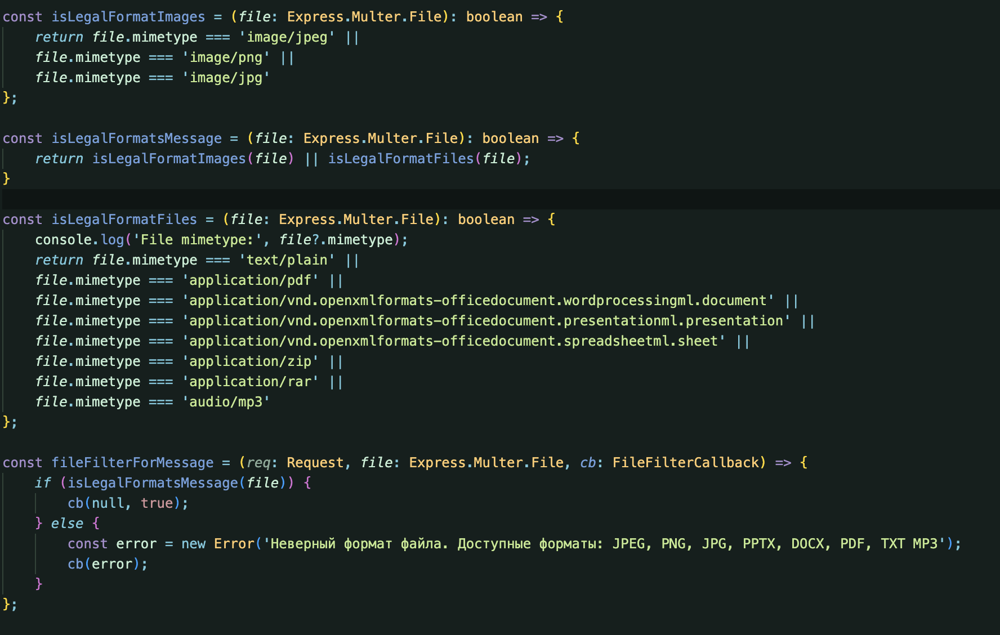 const isLegalFormatImages = (file: Express.Multer.File): boolean => {
    return file.mimetype === 'image/jpeg' ||
    file.mimetype === 'image/png' ||
    file.mimetype === 'image/jpg'
};

const isLegalFormatsMessage = (file: Express.Multer.File): boolean => {
    return isLegalFormatImages(file) || isLegalFormatFiles(file);
}

const isLegalFormatFiles = (file: Express.Multer.File): boolean => {
    console.log('File mimetype:', file?.mimetype);
    return file.mimetype === 'text/plain' ||
    file.mimetype === 'application/pdf' ||
    file.mimetype === 'application/vnd.openxmlformats-officedocument.wordprocessingml.document' ||
    file.mimetype === 'application/vnd.openxmlformats-officedocument.presentationml.presentation' ||
    file.mimetype === 'application/vnd.openxmlformats-officedocument.spreadsheetml.sheet' ||
    file.mimetype === 'application/zip' ||
    file.mimetype === 'application/rar' ||
    file.mimetype === 'audio/mp3'
};

const fileFilterForMessage = (req: Request, file: Express.Multer.File, cb: FileFilterCallback) => {
    if (isLegalFormatsMessage(file)) {
        cb(null, true);
    } else {
        const error = new Error('Неверный формат файла. Доступные форматы: JPEG, PNG, JPG, PPTX, DOCX, PDF, TXT MP3');
        cb(error);
    }
};